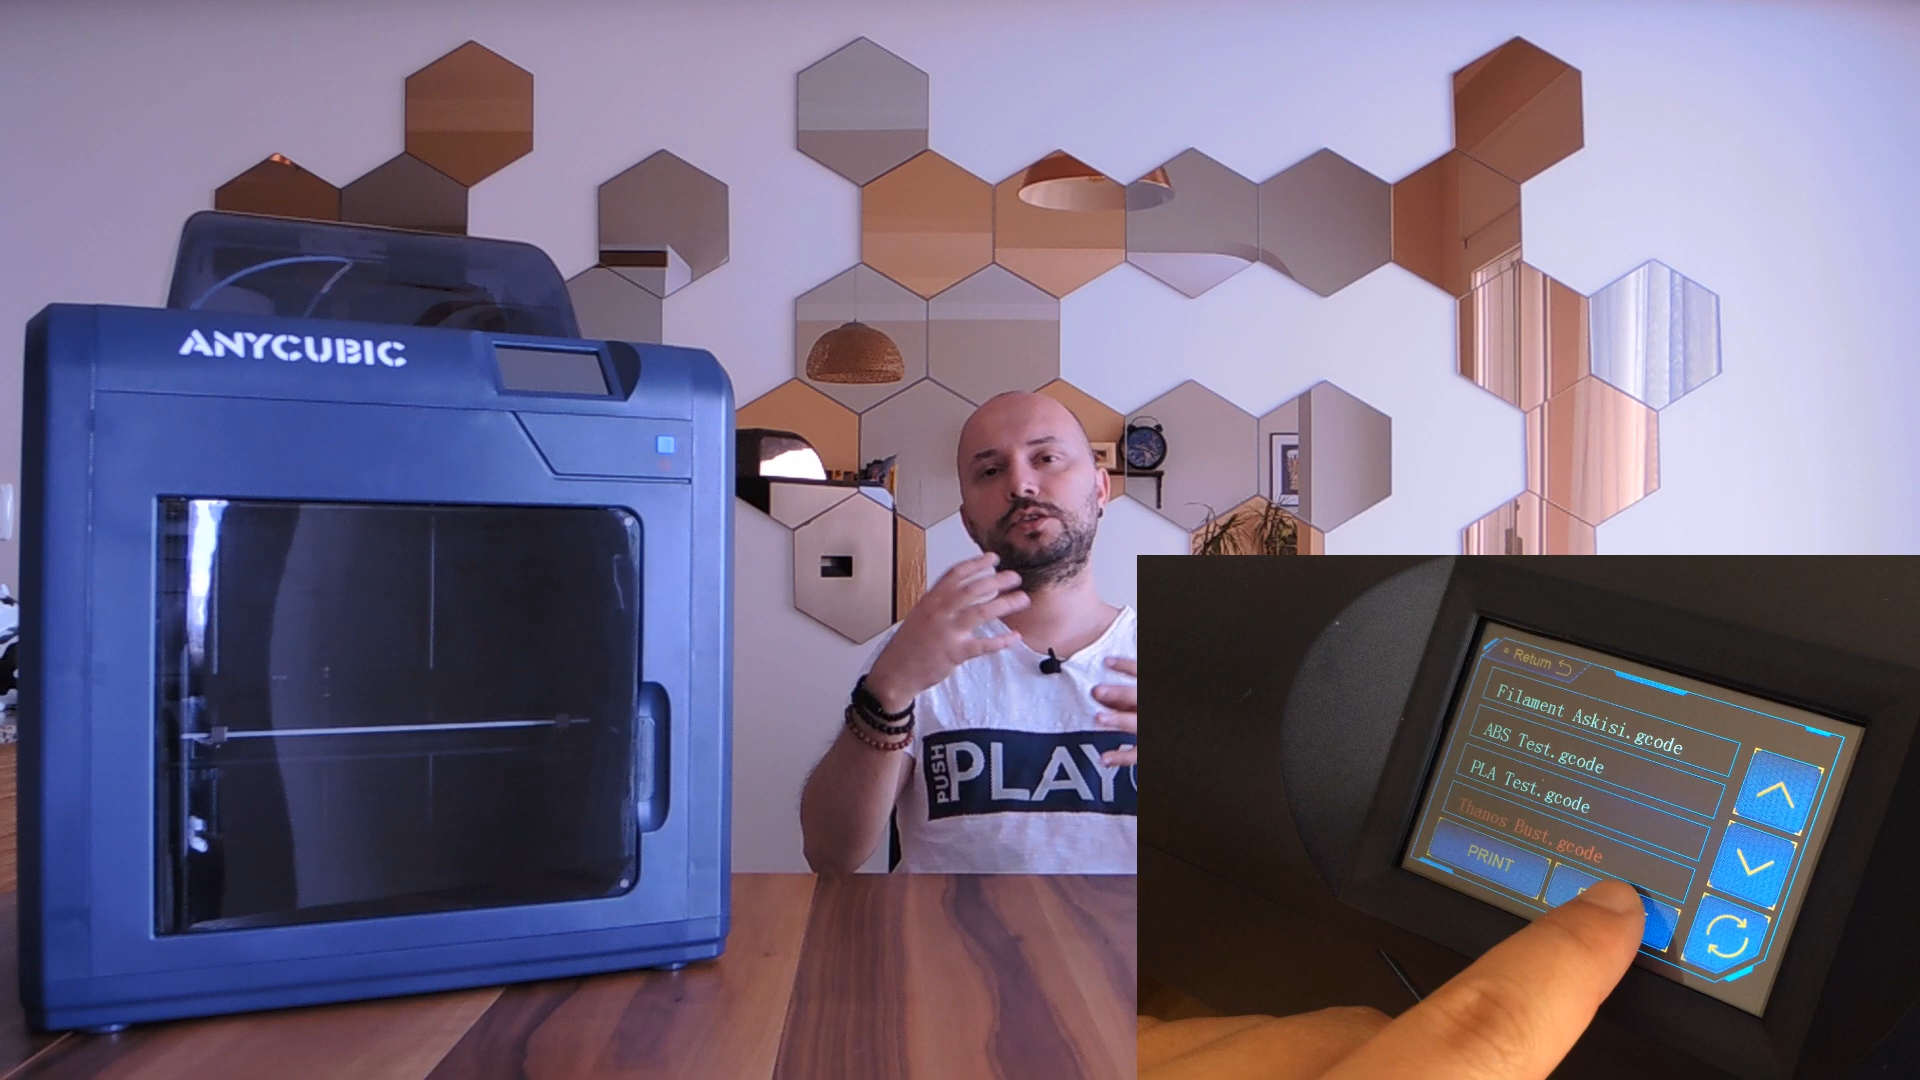 ANYCUBIC
PUSH
PLAY
Return
Filament Askisi.gcode
ABS Test.gcode
PLA Test.gcode
Thanos Bust.gcode
PRINT